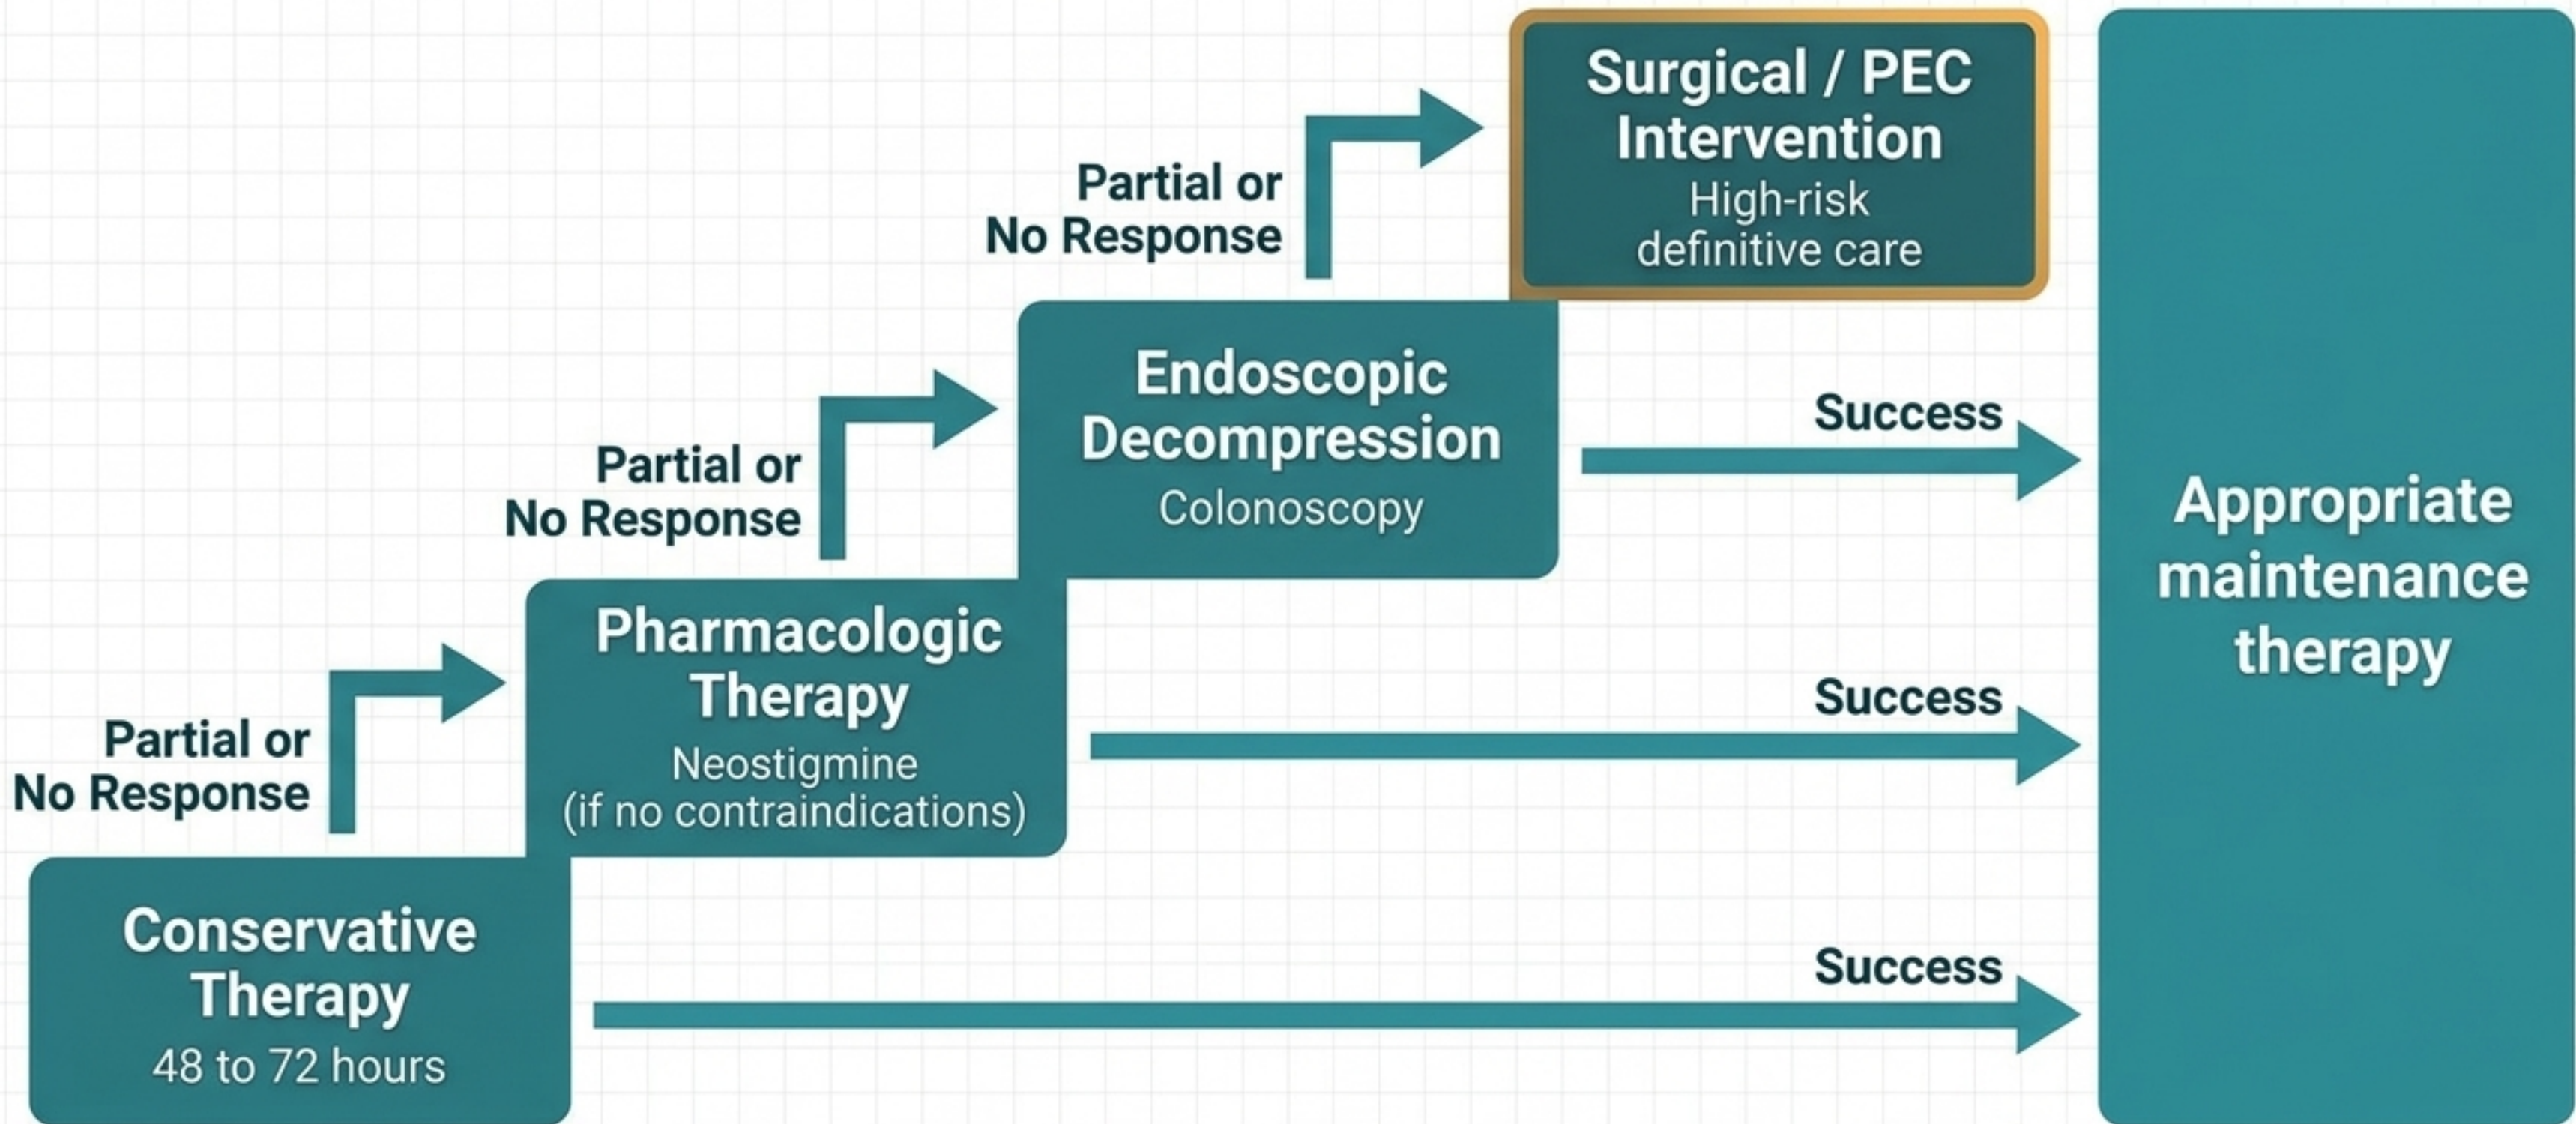 Surgical / PEC
Intervention
High-risk
definitive care
Partial or
No Response
Endoscopic
Decompression
Colonoscopy
Success
Partial or
No Response
Pharmacologic
Therapy
Neostigmine
(if no contraindications)
Success
Partial or
No Response
Conservative
Therapy
48 to 72 hours
Success
Appropriate
maintenance
therapy